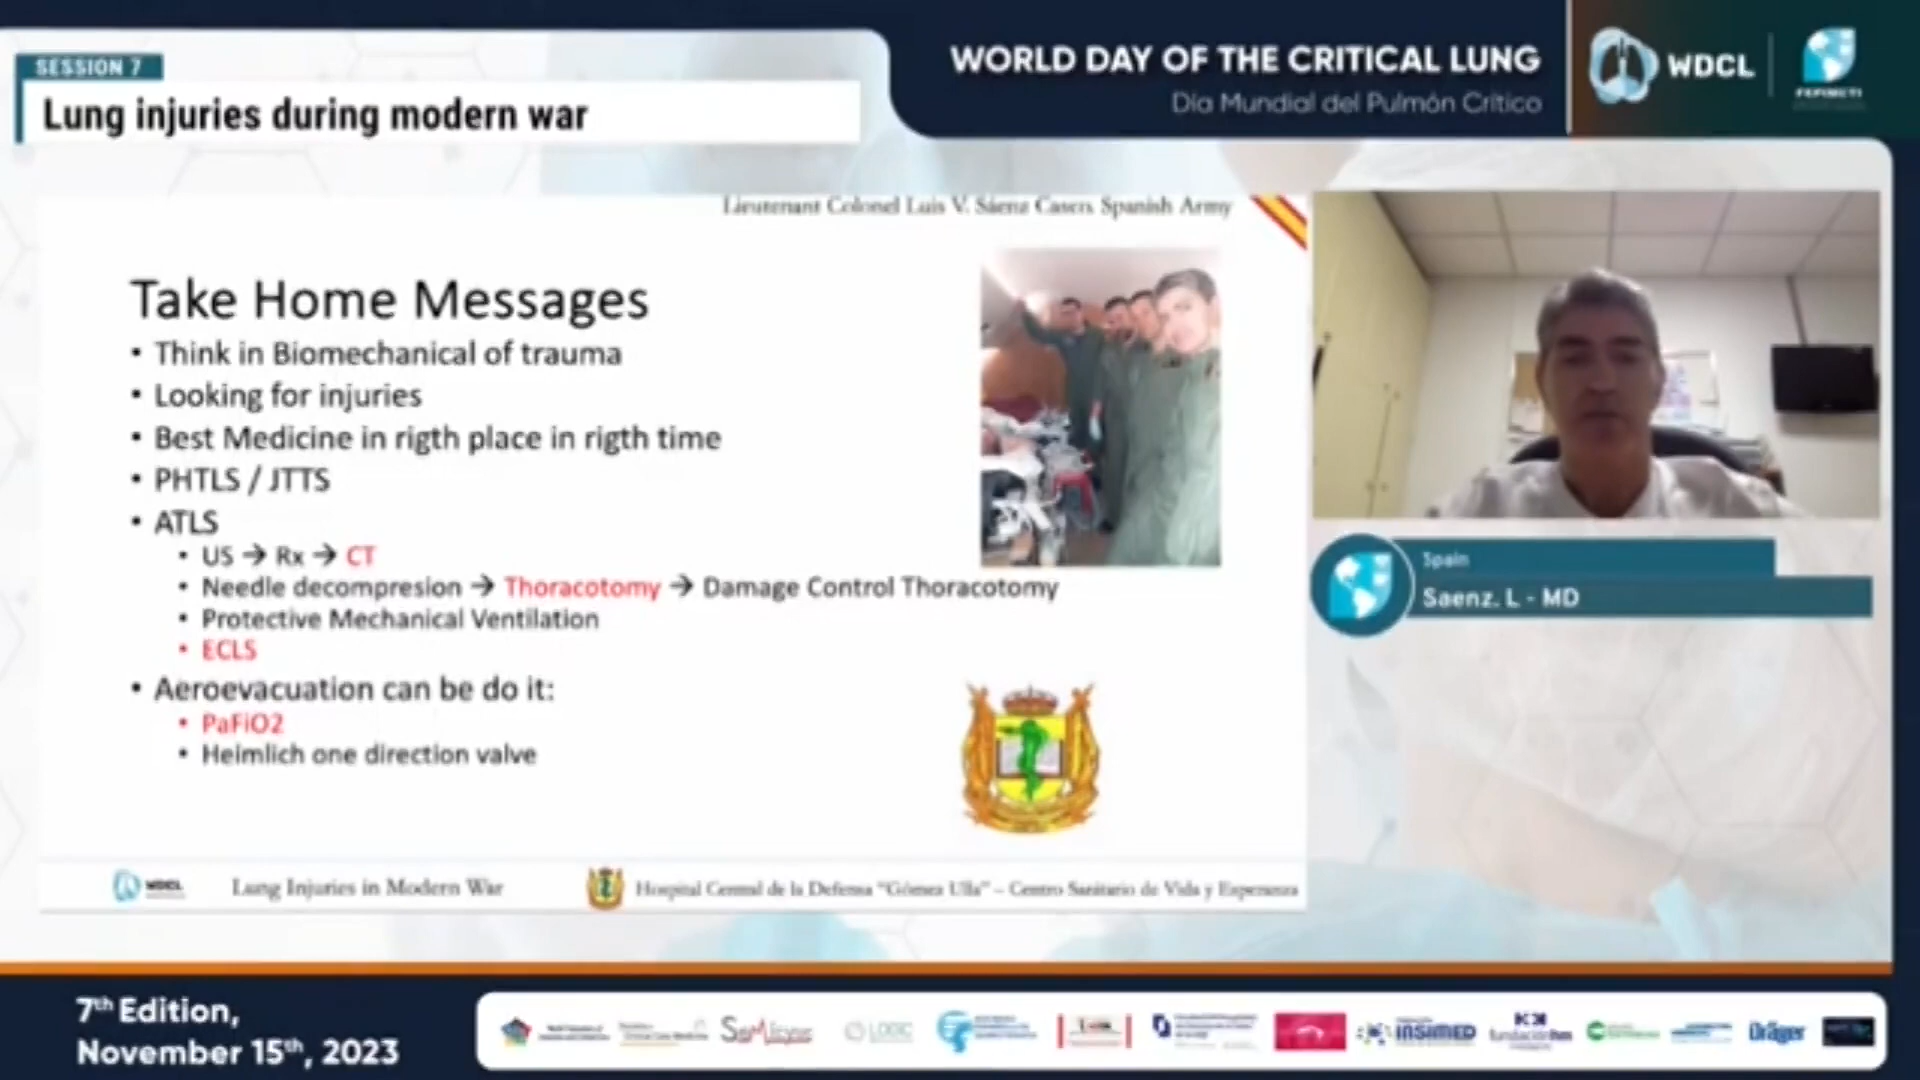 SESSION 7
Lung injuries during modern war
WORLD DAY OF THE CRITICAL LUNG
Día Mundial del Pulmón Crítico
WDCL
FEPIMCTI
Lieutenant Colonel Luis V. Sáenz Casco. Spanish Army
Take Home Messages
• Think in Biomechanical of trauma
• Looking for injuries
• Best Medicine in rigth place in rigth time
• PHTLS / JTTS
• ATLS
• US → Rx → CT
• Needle decompresion → Thoracotomy → Damage Control Thoracotomy
• Protective Mechanical Ventilation
• ECLS
• Aeroevacuation can be do it:
• PaFiO2
• Heimlich one direction valve
Spain
Saenz. L - MD
WDCL
Lung Injuries in Modern War
Hospital Central de la Defensa "Gómez Ulla" – Centro Sanitario de Vida y Esperanza
7th Edition,
November 15th, 2023
LOGIC
INSIMED
Dräger